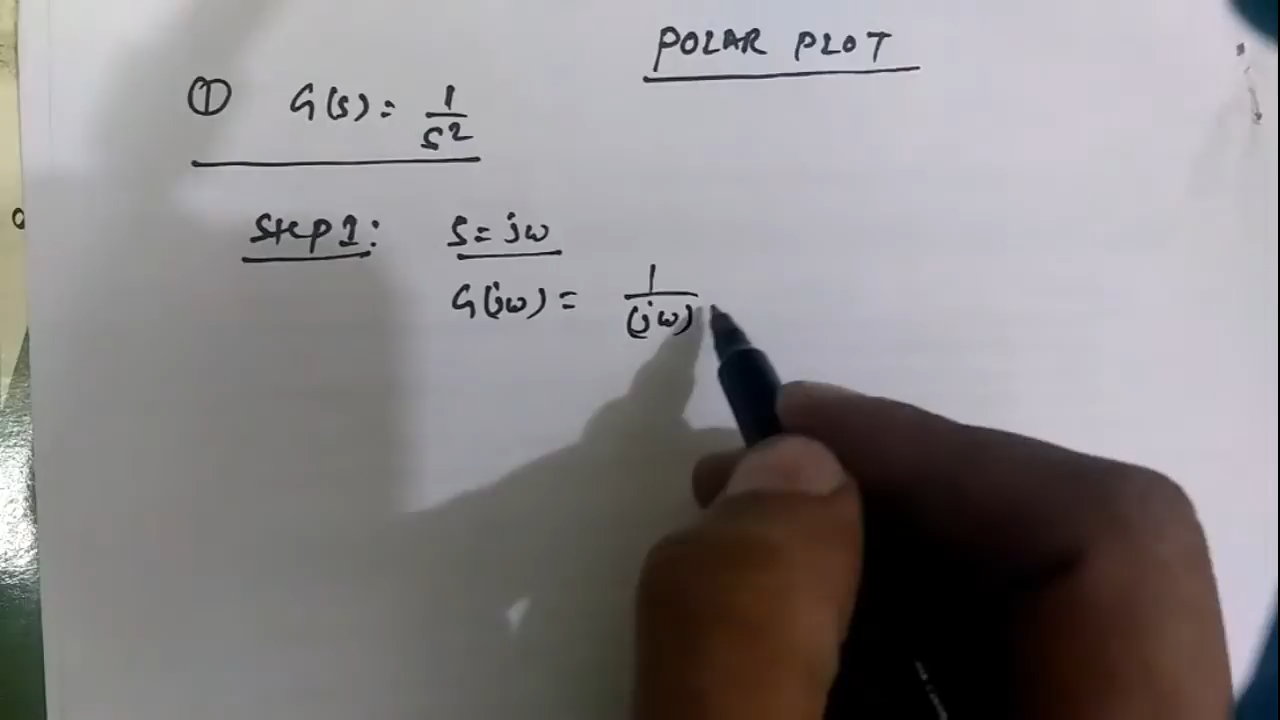 POLAR PLOT
① G(s) = 1/s²
Step 1: s = jω
G(jω) = 1/(jω)